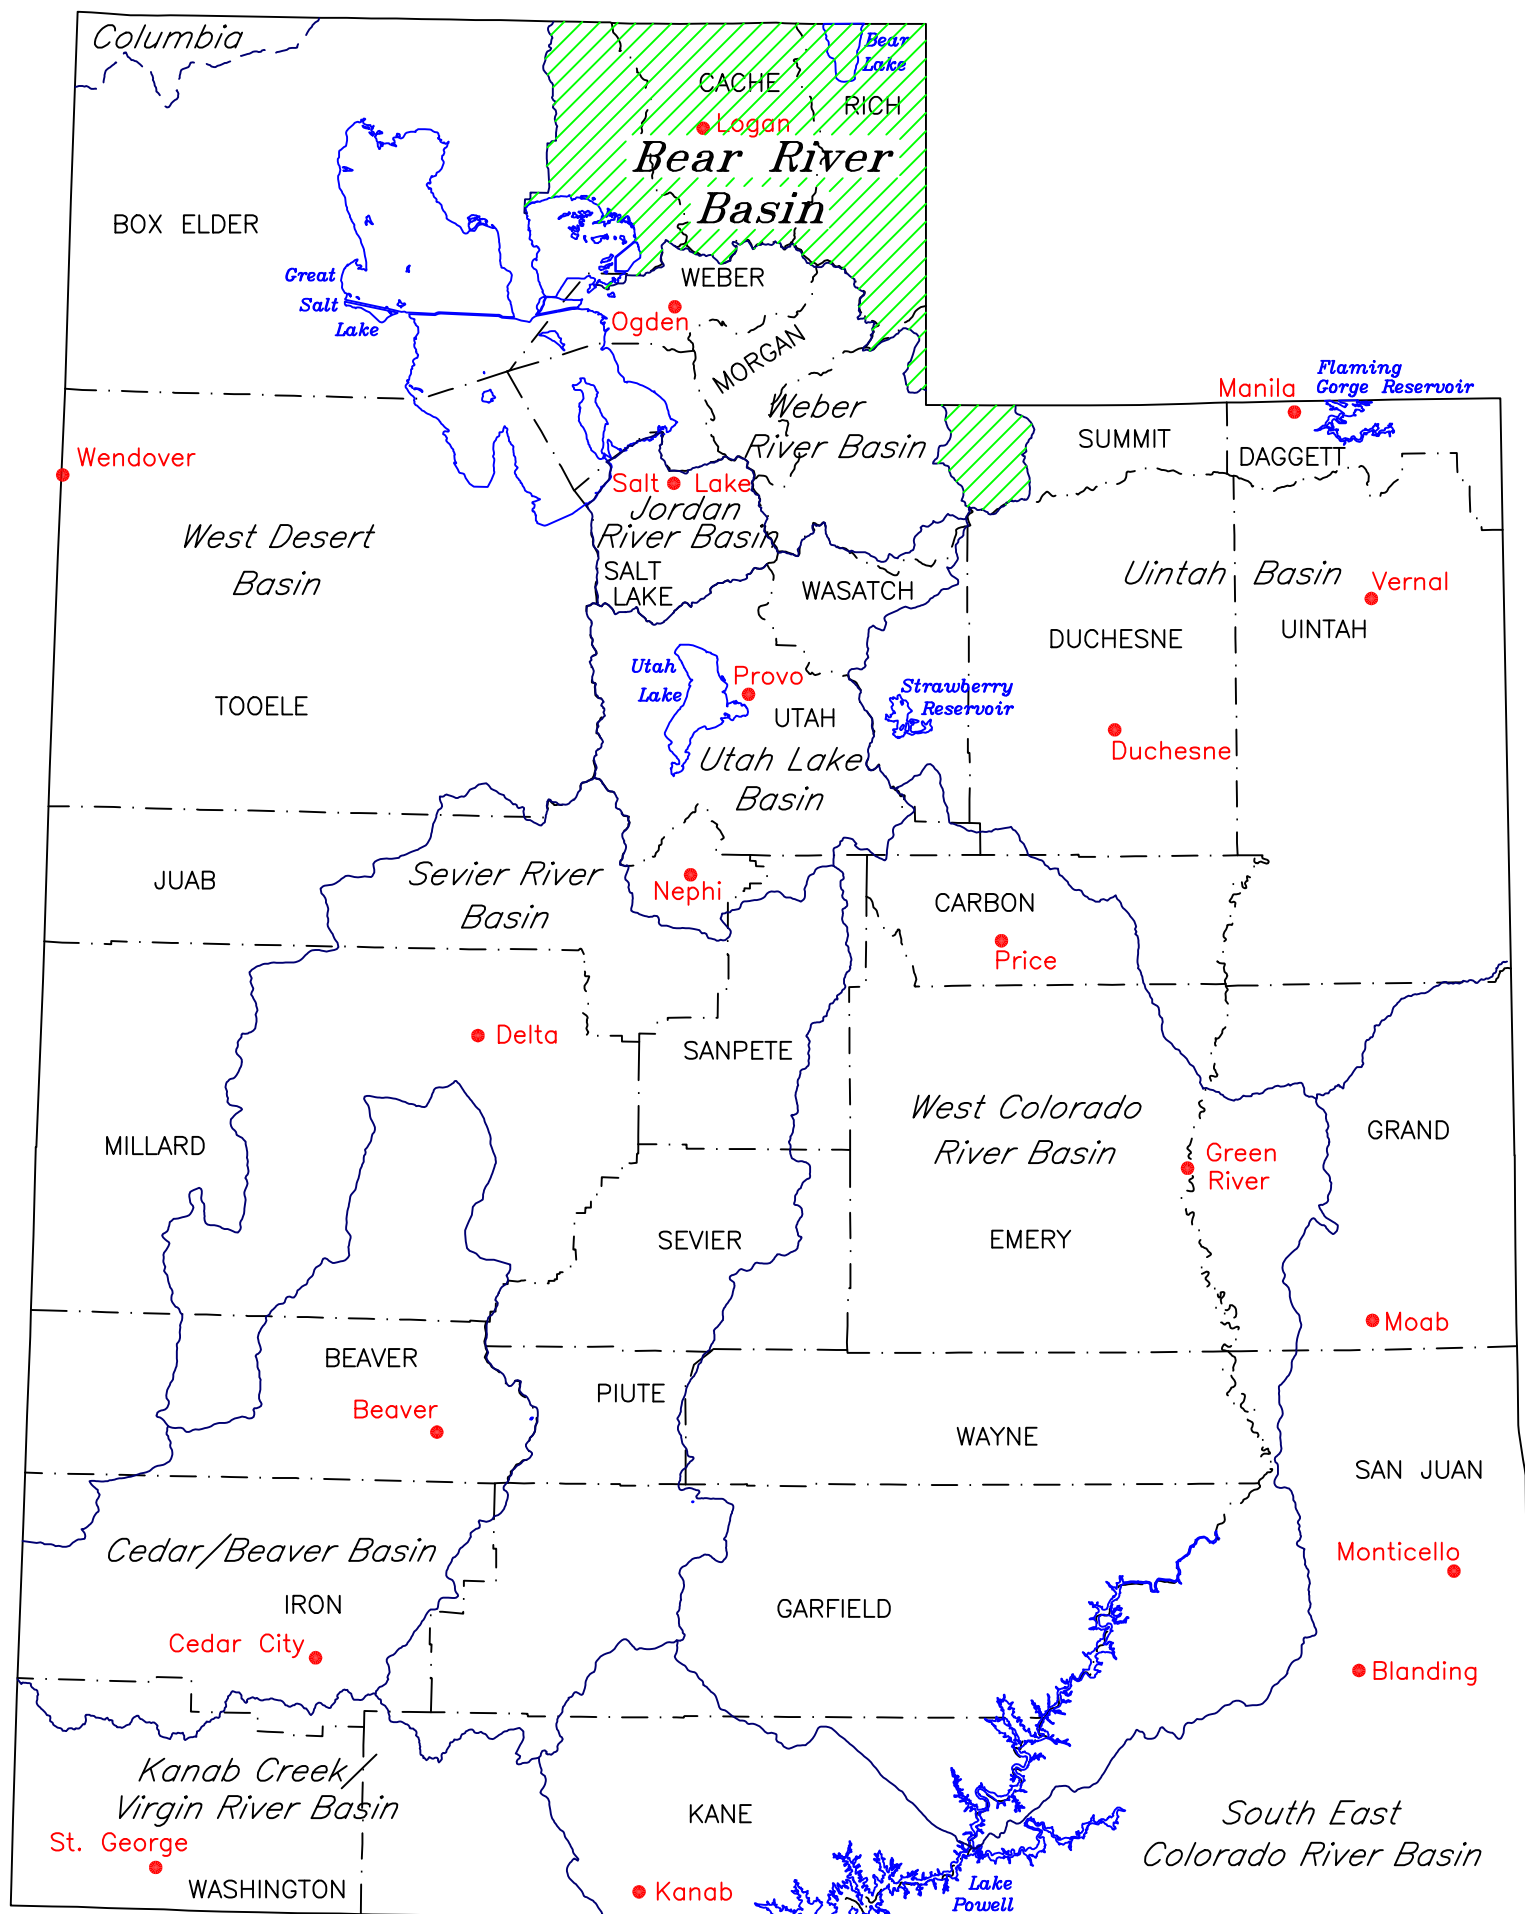 Columbia
Bear
Lake
CACHE
RICH
Logan
Bear River
Basin
BOX ELDER
Great
Salt
Lake
WEBER
Ogden
MORGAN
Weber
River Basin
Flaming
Gorge Reservoir
Manila
SUMMIT
DAGGETT
Wendover
Salt Lake
Jordan
River Basin
West Desert
Basin
SALT
LAKE
WASATCH
Uintah Basin
Vernal
DUCHESNE
UINTAH
Utah
Lake
Provo
Strawberry
Reservoir
TOOELE
UTAH
Duchesne
Utah Lake
Basin
JUAB
Sevier River
Basin
Nephi
CARBON
Price
Delta
SANPETE
West Colorado
River Basin
GRAND
MILLARD
Green
River
SEVIER
EMERY
Moab
BEAVER
Beaver
PIUTE
WAYNE
SAN JUAN
Cedar/Beaver Basin
Monticello
IRON
GARFIELD
Cedar City
Blanding
Kanab Creek/
Virgin River Basin
KANE
South East
Colorado River Basin
St. George
WASHINGTON
Kanab
Lake
Powell